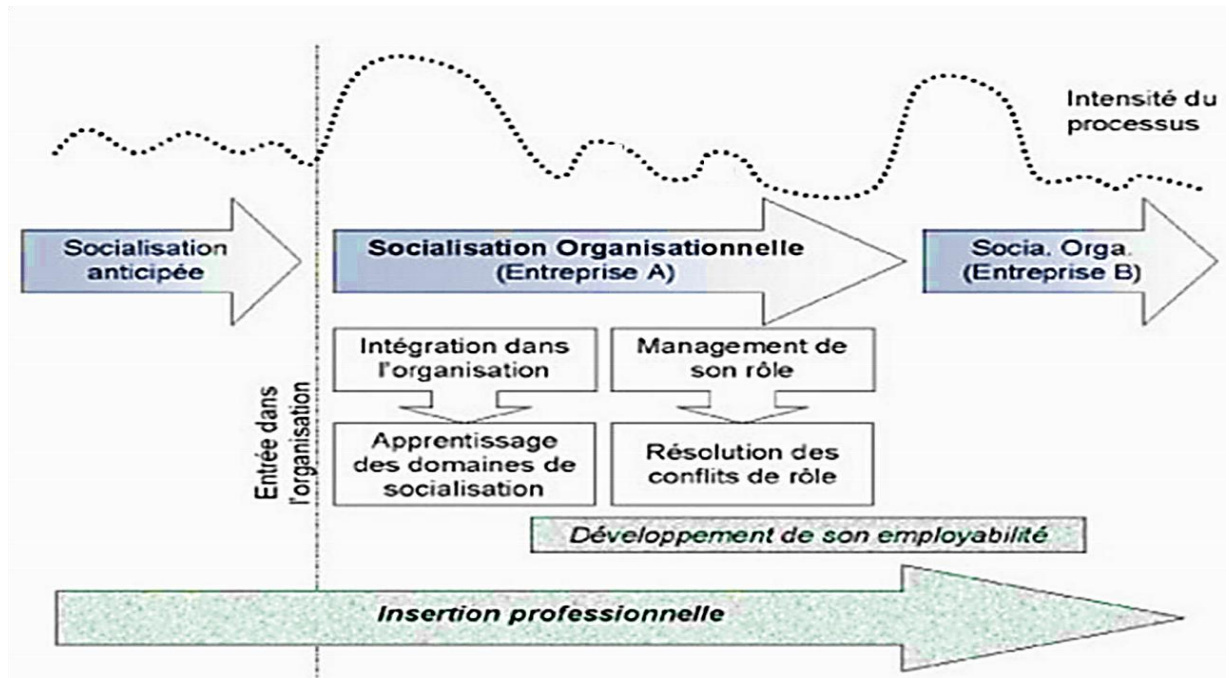 Intensité du
processus
Socialisation
anticipée
Socialisation Organisationnelle
(Entreprise A)
Socia. Orga.
(Entreprise B)
Entrée dans
l'organisation
Intégration dans
l'organisation
Management de
son rôle
Apprentissage
des domaines de
socialisation
Résolution des
conflits de rôle
Développement de son employabilité
Insertion professionnelle